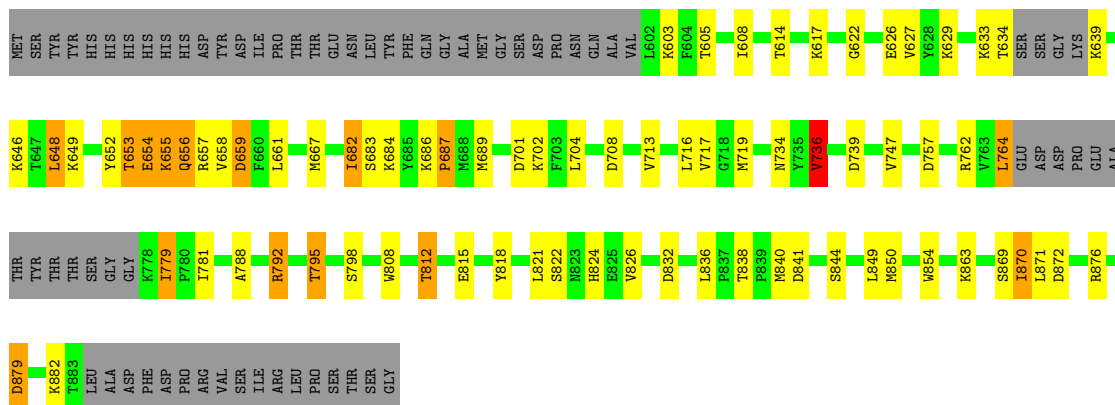 MET SER TYR TYR HIS HIS HIS HIS HIS HIS ASP TYR ASP ILE PRO THR THR GLU ASN LEU TYR PHE GLN GLY ALA MET GLY SER ASP PRO ASN GLN ALA VAL L602 K603 F604 T605 I608 T614 K617 G622 E626 V627 Y628 K629 K633 T634 SER SER GLY LYS K639
K646 T647 L648 K649 Y652 T653 E654 K655 Q656 R657 V658 D659 F660 L661 M667 I682 S683 K684 Y685 K686 P687 M688 M689 D701 K702 F703 L704 D708 V713 L716 V717 G718 M719 N734 Y735 V736 D739 V747 D757 R762 V763 L764 GLU ASP ASP PRO GLU ALA
THR TYR THR THR SER GLY GLY K778 I779 P780 I781 A788 R792 T795 S798 W808 T812 E815 Y818 L821 S822 N823 H824 E825 V826 D832 L836 P837 T838 P839 M840 D841 S844 L849 M850 W854 K863 S869 I870 L871 D872 R876
D879 K882 T883 LEU ALA ASP PHE ASP PRO ARG VAL SER ILE ARG LEU PRO SER THR SER GLY